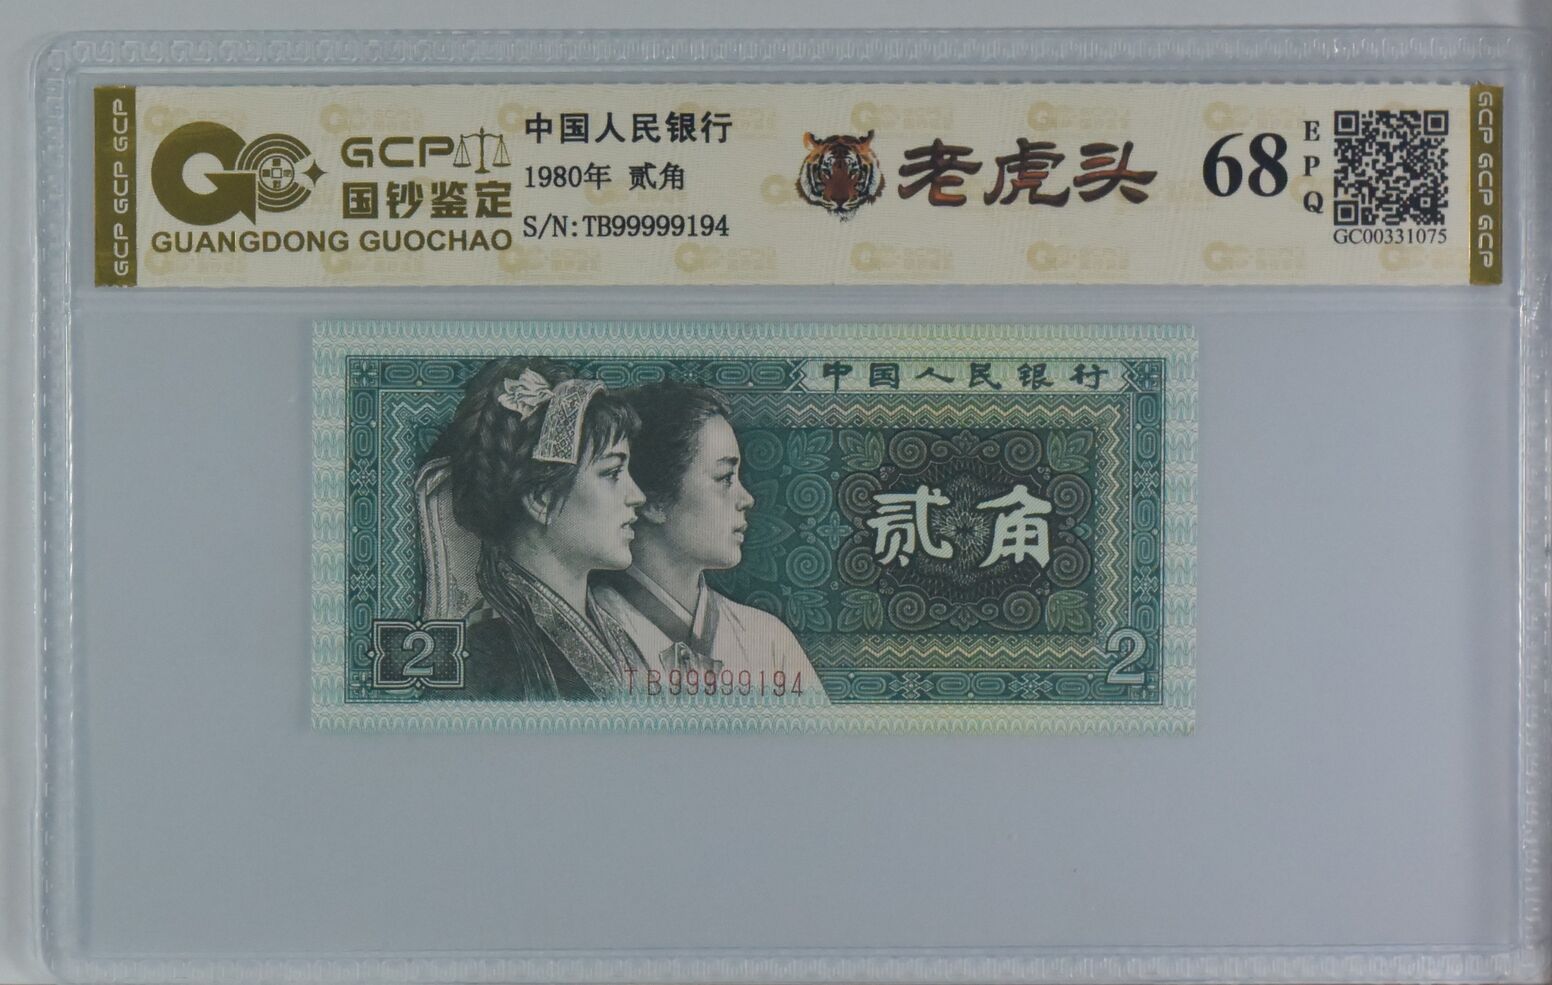 GCP GCP GCP
GCP
国钞鉴定
GUANGDONG GUOCHAO
中国人民银行
1980年 贰角
S/N:TB99999194
老虎头
68
EPQ
GC00331075
GCP GCP GCP
中国人民银行
贰角
2
2
TB99999194